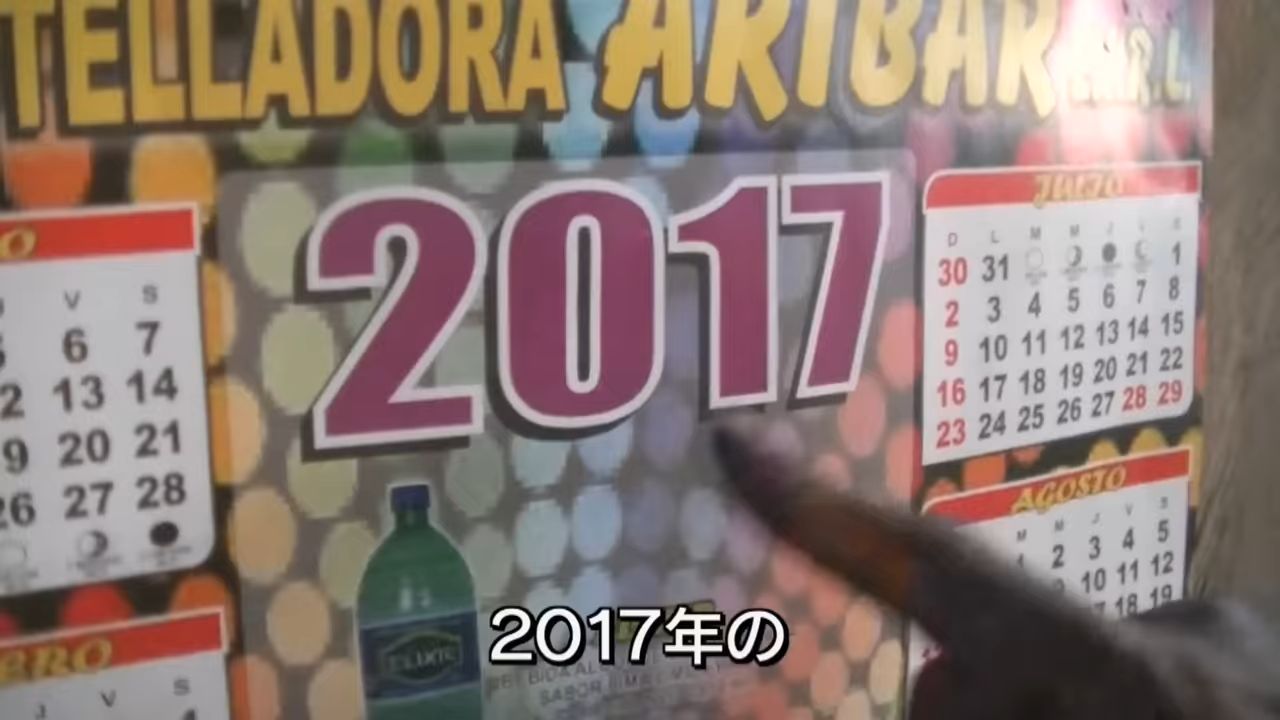 TELLADORA ARIBAR
2017
O
V S
6 7
13 14
20 21
27 28
JULIO
D L M M J V S
30 31 1
2 3 4 5 6 7 8
9 10 11 12 13 14 15
16 17 18 19 20 21 22
23 24 25 26 27 28 29
AGOSTO
M M J V S
1 2 3 4 5
10 11 12
18 19
BRO
J V S
ELIXIR
2017年の